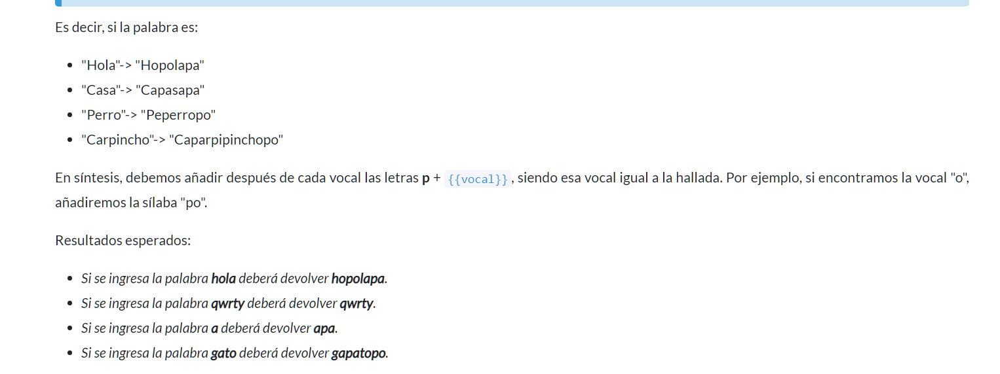 Es decir, si la palabra es:
"Hola"-> "Hopolapa"
"Casa"-> "Capasapa"
"Perro"-> "Peperropo"
"Carpincho"-> "Caparpipinchopo"
En síntesis, debemos añadir después de cada vocal las letras p + {{vocal}}, siendo esa vocal igual a la hallada. Por ejemplo, si encontramos la vocal "o",
añadiremos la sílaba "po".
Resultados esperados:
Si se ingresa la palabra hola deberá devolver hopolapa.
Si se ingresa la palabra qwrty deberá devolver qwrty.
Si se ingresa la palabra a deberá devolver apa.
Si se ingresa la palabra gato deberá devolver gapatopo.